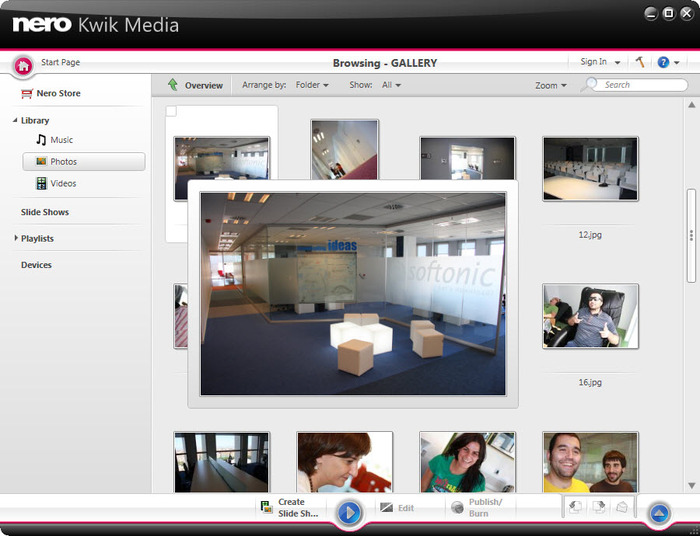 nero Kwik Media
Start Page
Browsing - GALLERY
Sign In
?
Nero Store
Overview
Arrange by: Folder
Show: All
Zoom
Search
Library
Music
Photos
Videos
Slide Shows
Playlists
Devices
ideas
softonic
12.jpg
16.jpg
Create
Slide Sh...
Edit
Publish/
Burn